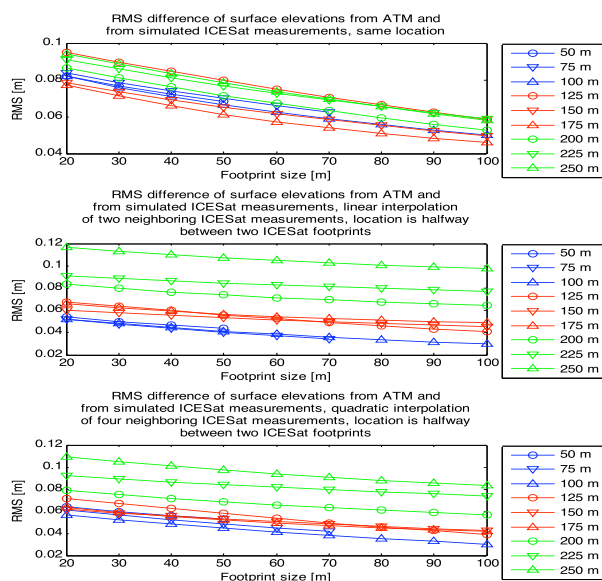 RMS difference of surface elevations from ATM and
from simulated ICESat measurements, same location
RMS [m]
0.1
0.08
0.06
0.04
20 30 40 50 60 70 80 90 100
Footprint size [m]
50 m
75 m
100 m
125 m
150 m
175 m
200 m
225 m
250 m
RMS difference of surface elevations from ATM and
from simulated ICESat measurements, linear interpolation
of two neighboring ICESat measurements, location is halfway
between two ICESat footprints
RMS [m]
0.12
0.1
0.08
0.06
0.04
0.02
20 30 40 50 60 70 80 90 100
Footprint size [m]
50 m
75 m
100 m
125 m
150 m
175 m
200 m
225 m
250 m
RMS difference of surface elevations from ATM and
from simulated ICESat measurements, quadratic interpolation
of four neighboring ICESat measurements, location is halfway
between two ICESat footprints
RMS [m]
0.12
0.1
0.08
0.06
0.04
0.02
20 30 40 50 60 70 80 90 100
Footprint size [m]
50 m
75 m
100 m
125 m
150 m
175 m
200 m
225 m
250 m